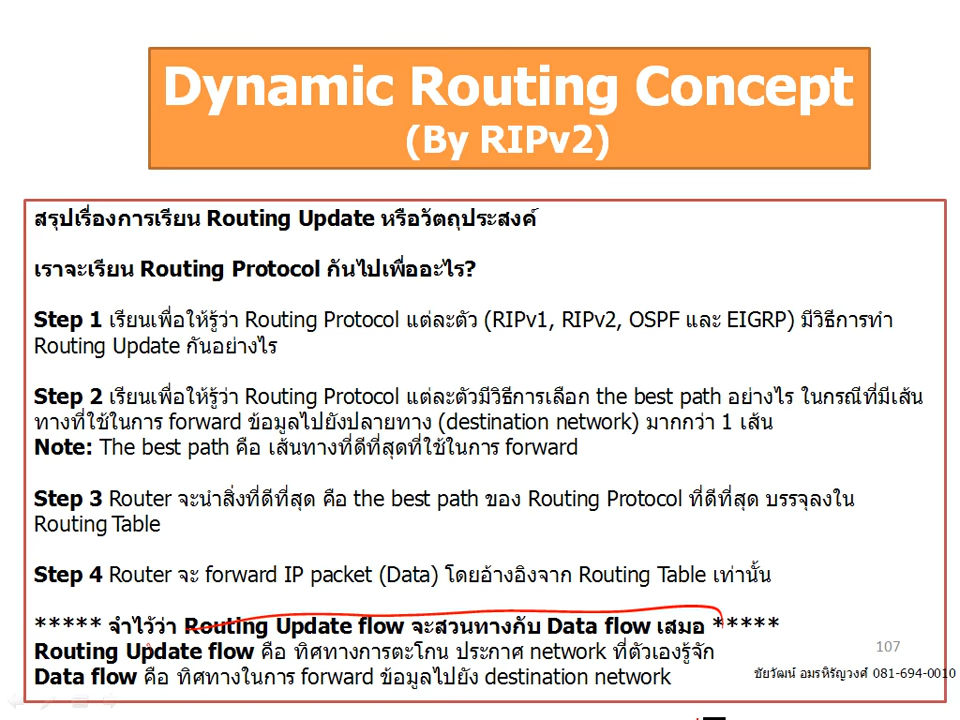 Dynamic Routing Concept
(By RIPv2)
สรุปเรื่องการเรียน Routing Update หรือวัตถุประสงค์
เราจะเรียน Routing Protocol กันไปเพื่ออะไร?
Step 1 เรียนเพื่อให้รู้ว่า Routing Protocol แต่ละตัว (RIPv1, RIPv2, OSPF และ EIGRP) มีวิธีการทำ
Routing Update กันอย่างไร
Step 2 เรียนเพื่อให้รู้ว่า Routing Protocol แต่ละตัวมีวิธีการเลือก the best path อย่างไร ในกรณีที่มีเส้น
ทางที่ใช้ในการ forward ข้อมูลไปยังปลายทาง (destination network) มากกว่า 1 เส้น
Note: The best path คือ เส้นทางที่ดีที่สุดที่ใช้ในการ forward
Step 3 Router จะนำสิ่งที่ดีที่สุด คือ the best path ของ Routing Protocol ที่ดีที่สุด บรรจุลงใน
Routing Table
Step 4 Router จะ forward IP packet (Data) โดยอ้างอิงจาก Routing Table เท่านั้น
***** จำไว้ว่า Routing Update flow จะสวนทางกับ Data flow เสมอ *****
Routing Update flow คือ ทิศทางการตะโกน ประกาศ network ที่ตัวเองรู้จัก
Data flow คือ ทิศทางในการ forward ข้อมูลไปยัง destination network
107
ชัยวัฒน์ อมรหิรัญวงศ์ 081-694-0010